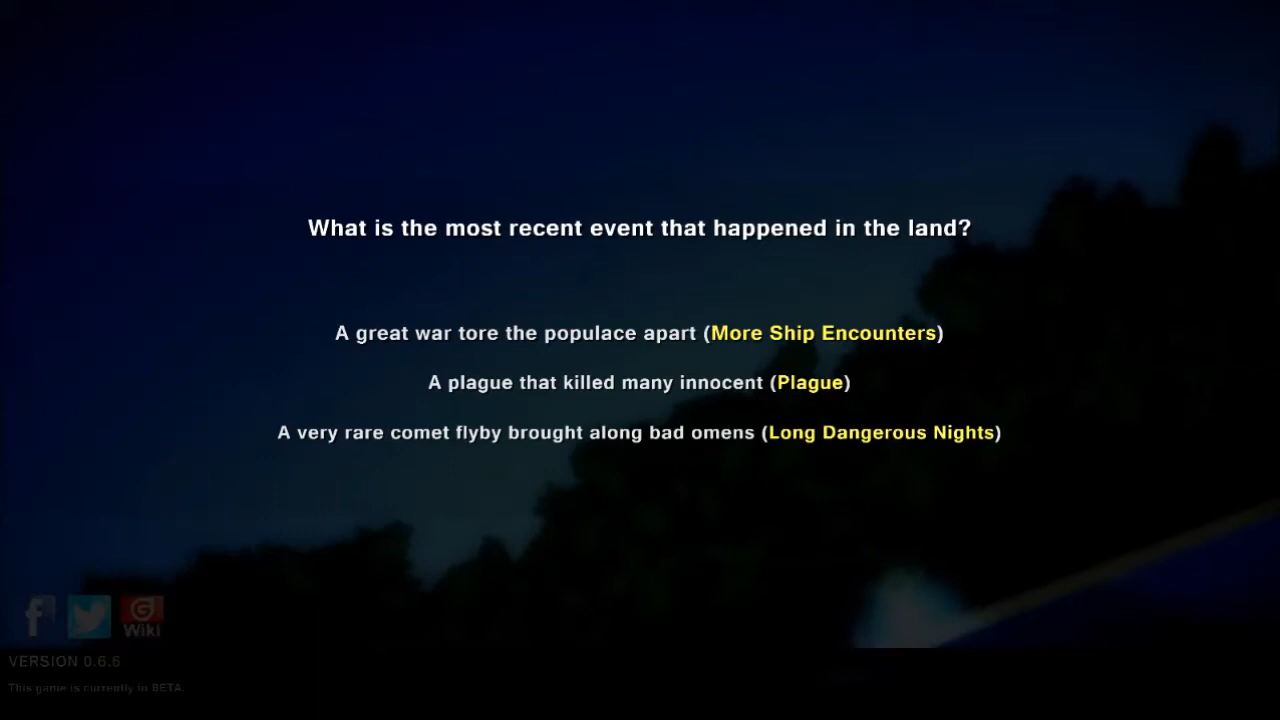 What is the most recent event that happened in the land?
A great war tore the populace apart (More Ship Encounters)
A plague that killed many innocent (Plague)
A very rare comet flyby brought along bad omens (Long Dangerous Nights)
Wiki
VERSION 0.6.6
This game is currently in BETA.